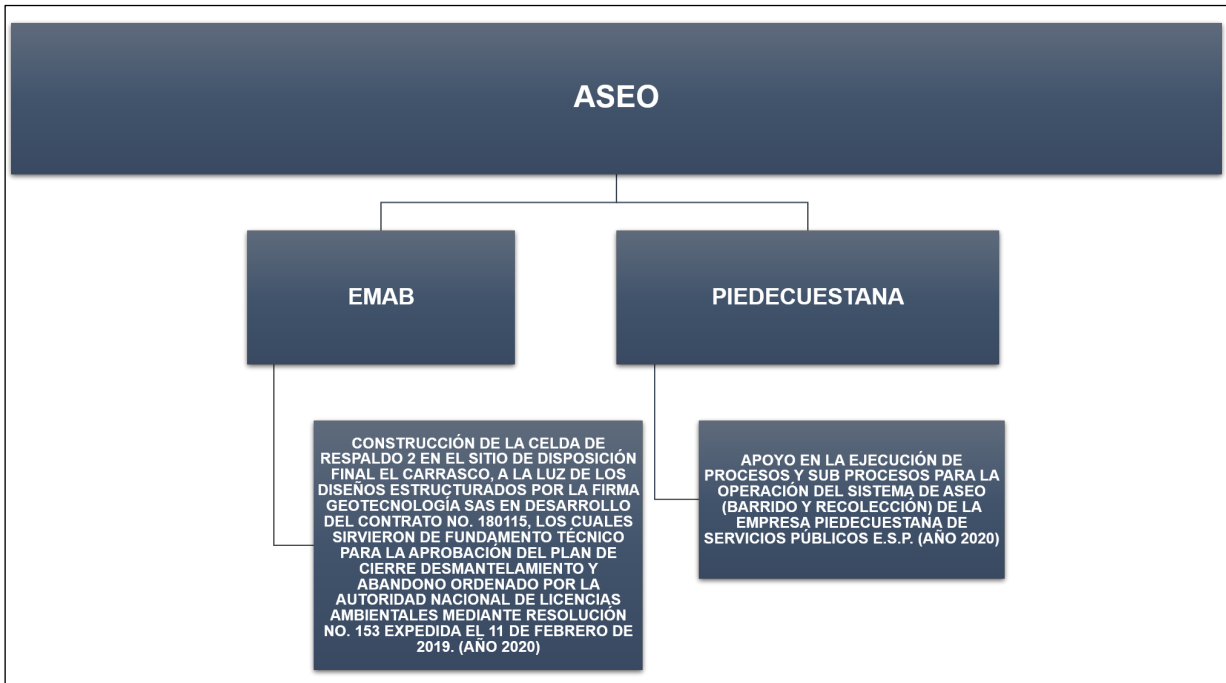 ASEO
EMAB
PIEDECUESTANA
CONSTRUCCIÓN DE LA CELDA DE
RESPALDO 2 EN EL SITIO DE DISPOSICIÓN
FINAL EL CARRASCO, A LA LUZ DE LOS
DISEÑOS ESTRUCTURADOS POR LA FIRMA
GEOTECNOLOGÍA SAS EN DESARROLLO
DEL CONTRATO NO. 180115, LOS CUALES
SIRVIERON DE FUNDAMENTO TÉCNICO
PARA LA APROBACIÓN DEL PLAN DE
CIERRE DESMANTELAMIENTO Y
ABANDONO ORDENADO POR LA
AUTORIDAD NACIONAL DE LICENCIAS
AMBIENTALES MEDIANTE RESOLUCIÓN
NO. 153 EXPEDIDA EL 11 DE FEBRERO DE
2019. (AÑO 2020)
APOYO EN LA EJECUCIÓN DE
PROCESOS Y SUB PROCESOS PARA LA
OPERACIÓN DEL SISTEMA DE ASEO
(BARRIDO Y RECOLECCIÓN) DE LA
EMPRESA PIEDECUESTANA DE
SERVICIOS PÚBLICOS E.S.P. (AÑO 2020)